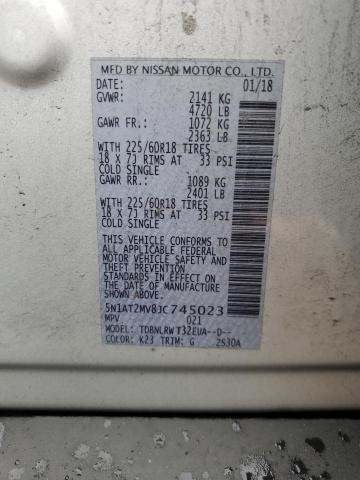 MFD BY NISSAN MOTOR CO., LTD.
DATE: 01/18
GVWR: 2141 KG
4720 LB
GAWR FR.: 1072 KG
2363 LB
WITH 225/60R18 TIRES
18 X 7J RIMS AT 33 PSI
COLD SINGLE
GAWR RR.: 1089 KG
2401 LB
WITH 225/60R18 TIRES
18 X 7J RIMS AT 33 PSI
COLD SINGLE
THIS VEHICLE CONFORMS
TO ALL APPLICABLE FEDERAL
MOTOR VEHICLE SAFETY
STANDARDS IN EFFECT ON
THE DATE OF MANUFACTURE
SHOWN ABOVE.
5N1AT2MV8JC745023
MPV 021
MODEL: TDBNLRW T32EUA--D--
COLOR: K23 TRIM: G 2S30A